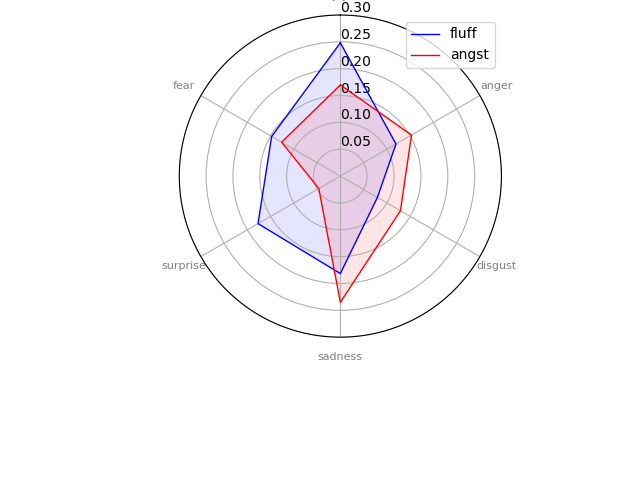 0.30
fluff
angst
0.25
0.20
0.15
0.10
0.05
fear
anger
surprise
disgust
sadness